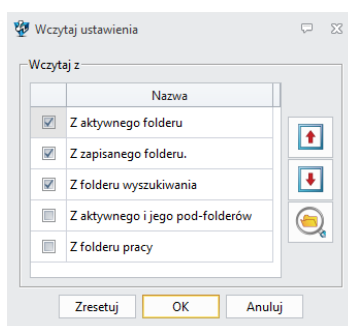 Wczytaj ustawienia
Wczytaj z
Nazwa
Z aktywnego folderu
Z zapisanego folderu.
Z folderu wyszukiwania
Z aktywnego i jego pod-folderów
Z folderu pracy
Zresetuj OK Anuluj